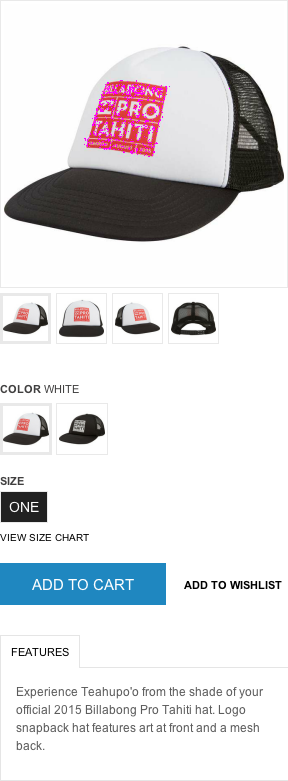 BILLABONG
PRO
TAHITI
COLOR WHITE
SIZE
ONE
VIEW SIZE CHART
ADD TO CART
ADD TO WISHLIST
FEATURES
Experience Teahupo'o from the shade of your
official 2015 Billabong Pro Tahiti hat. Logo
snapback hat features art at front and a mesh
back.